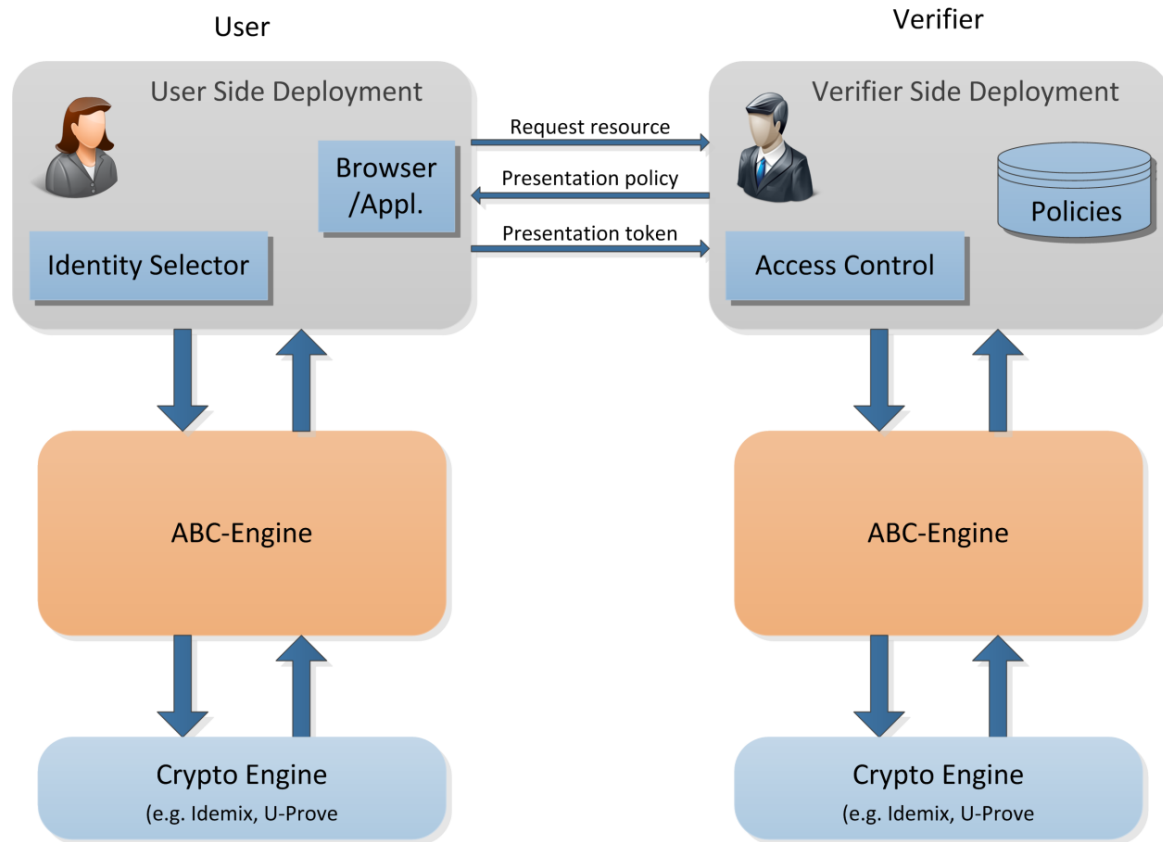 User
Verifier
User Side Deployment
Verifier Side Deployment
Request resource
Browser
/Appl.
Presentation policy
Policies
Presentation token
Identity Selector
Access Control
ABC-Engine
ABC-Engine
Crypto Engine
(e.g. Idemix, U-Prove
Crypto Engine
(e.g. Idemix, U-Prove